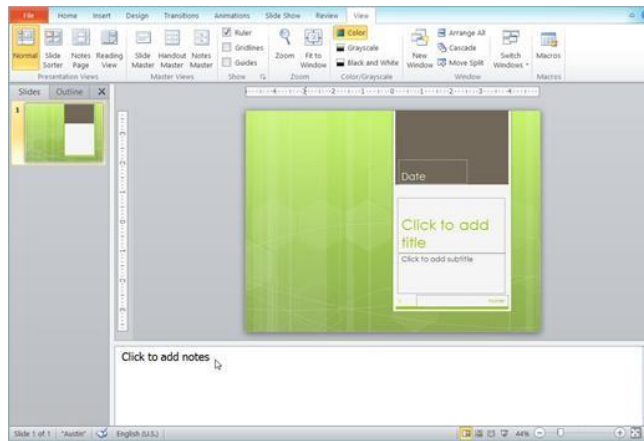 File Home Insert Design Transitions Animations Slide Show Review View
Normal Slide Sorter Notes Page Reading View
Presentation Views
Slide Master Handout Master Notes Master
Master Views
Ruler
Gridlines
Guides
Show
Zoom Fit to Window
Zoom
Color
Grayscale
Black and White
Color/Grayscale
New Window
Arrange All
Cascade
Move Split
Switch Windows
Window
Macros
Macros
Slides Outline
1
Date
Click to add
title
Click to add subtitle
Click to add notes
Slide 1 of 1 "Austin" English (U.S.) 44%